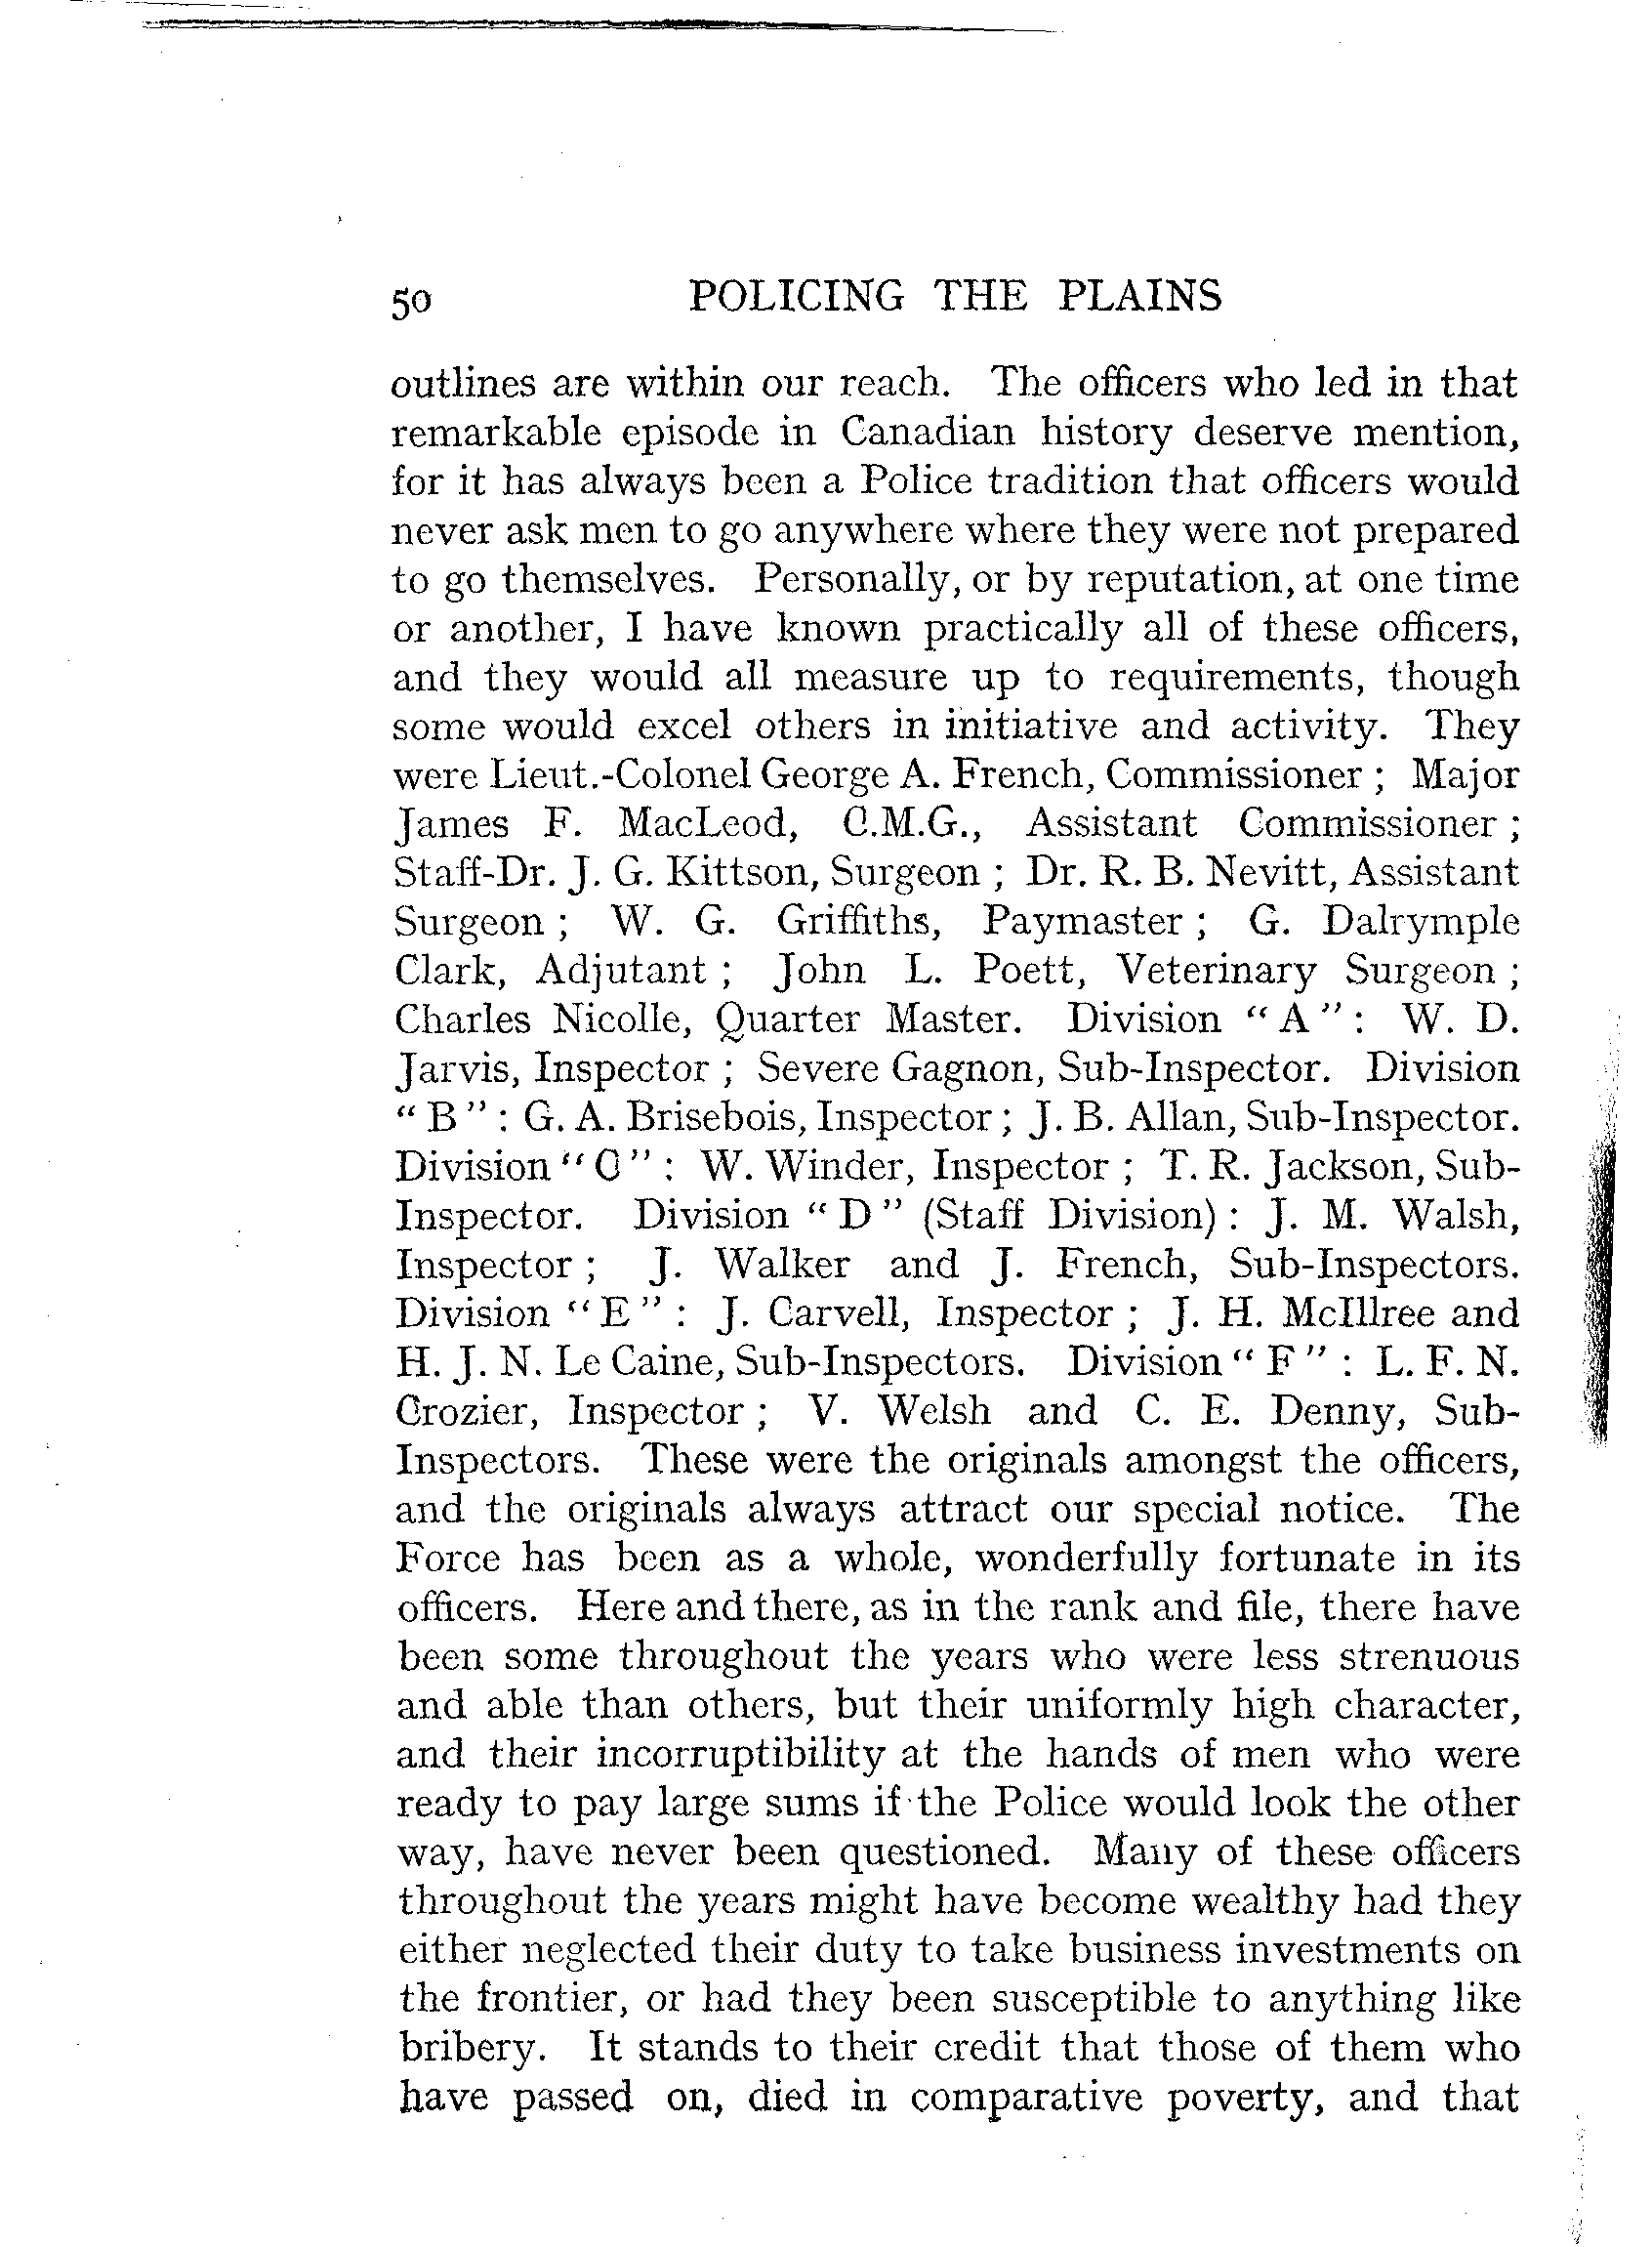 50 POLICING THE PLAINS
outlines are within our reach. The officers who led in that
remarkable episode in Canadian history deserve mention,
for it has always been a Police tradition that officers would
never ask men to go anywhere where they were not prepared
to go themselves. Personally, or by reputation, at one time
or another, I have known practically all of these officers,
and they would all measure up to requirements, though
some would excel others in initiative and activity. They
were Lieut.-Colonel George A. French, Commissioner ; Major
James F. MacLeod, C.M.G., Assistant Commissioner ;
Staff-Dr. J. G. Kittson, Surgeon ; Dr. R. B. Nevitt, Assistant
Surgeon ; W. G. Griffiths, Paymaster ; G. Dalrymple
Clark, Adjutant ; John L. Poett, Veterinary Surgeon ;
Charles Nicolle, Quarter Master. Division “ A ” : W. D.
Jarvis, Inspector ; Severe Gagnon, Sub-Inspector. Division
“ B ” : G. A. Brisebois, Inspector ; J. B. Allan, Sub-Inspector.
Division “ C ” : W. Winder, Inspector ; T. R. Jackson, Sub-
Inspector. Division “ D ” (Staff Division) : J. M. Walsh,
Inspector ; J. Walker and J. French, Sub-Inspectors.
Division “ E ” : J. Carvell, Inspector ; J. H. McIllree and
H. J. N. Le Caine, Sub-Inspectors. Division “ F ” : L. F. N.
Crozier, Inspector ; V. Welsh and C. E. Denny, Sub-
Inspectors. These were the originals amongst the officers,
and the originals always attract our special notice. The
Force has been as a whole, wonderfully fortunate in its
officers. Here and there, as in the rank and file, there have
been some throughout the years who were less strenuous
and able than others, but their uniformly high character,
and their incorruptibility at the hands of men who were
ready to pay large sums if the Police would look the other
way, have never been questioned. Many of these officers
throughout the years might have become wealthy had they
either neglected their duty to take business investments on
the frontier, or had they been susceptible to anything like
bribery. It stands to their credit that those of them who
have passed on, died in comparative poverty, and that